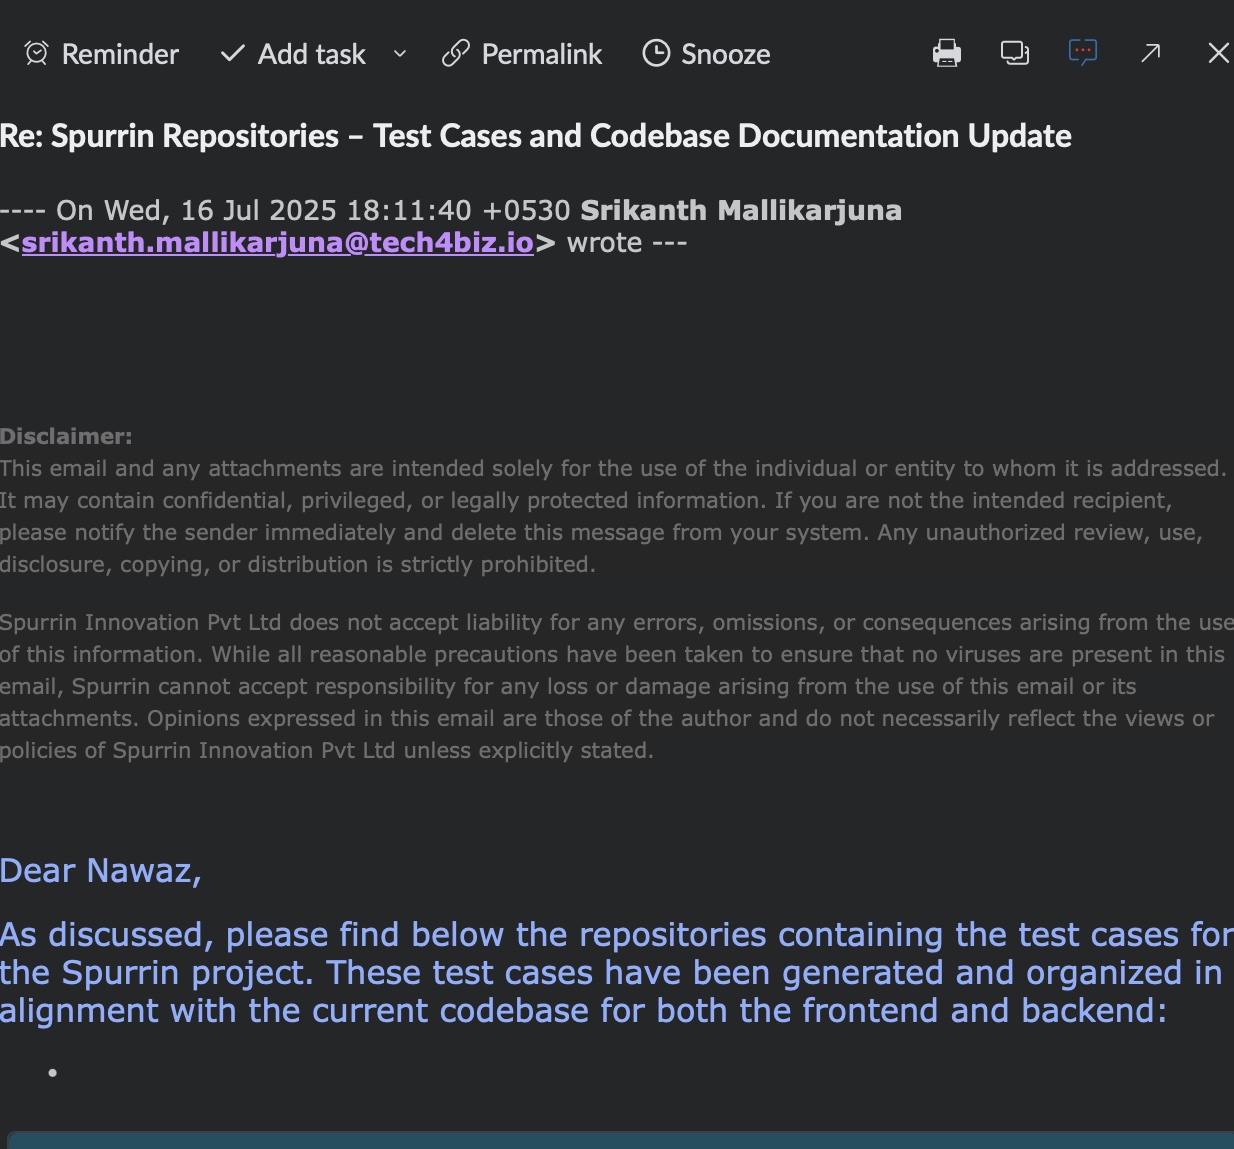 Reminder Add task Permalink Snooze
Re: Spurrin Repositories – Test Cases and Codebase Documentation Update
---- On Wed, 16 Jul 2025 18:11:40 +0530 Srikanth Mallikarjuna
<srikanth.mallikarjuna@tech4biz.io> wrote ---
Disclaimer:
This email and any attachments are intended solely for the use of the individual or entity to whom it is addressed.
It may contain confidential, privileged, or legally protected information. If you are not the intended recipient,
please notify the sender immediately and delete this message from your system. Any unauthorized review, use,
disclosure, copying, or distribution is strictly prohibited.
Spurrin Innovation Pvt Ltd does not accept liability for any errors, omissions, or consequences arising from the use
of this information. While all reasonable precautions have been taken to ensure that no viruses are present in this
email, Spurrin cannot accept responsibility for any loss or damage arising from the use of this email or its
attachments. Opinions expressed in this email are those of the author and do not necessarily reflect the views or
policies of Spurrin Innovation Pvt Ltd unless explicitly stated.
Dear Nawaz,
As discussed, please find below the repositories containing the test cases for
the Spurrin project. These test cases have been generated and organized in
alignment with the current codebase for both the frontend and backend: